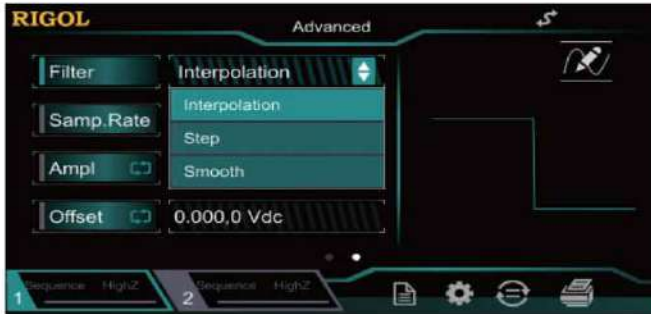 RIGOL
Advanced
Filter Interpolation
Interpolation
Samp.Rate
Step
Ampl Smooth
Offset 0.000,0 Vdc
1 Sequence HighZ
2 Sequence HighZ